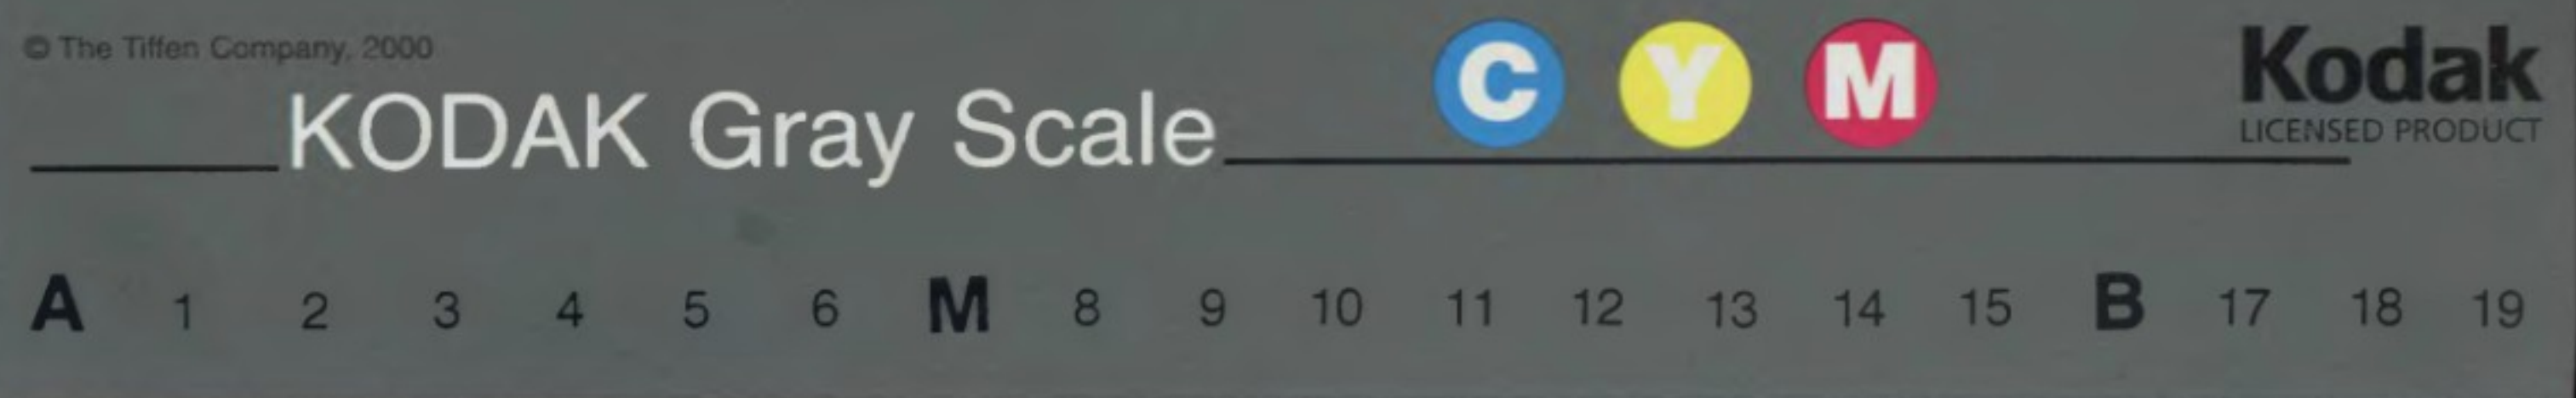 © The Tiffen Company, 2000
KODAK Gray Scale
C Y M
Kodak
LICENSED PRODUCT
A 1 2 3 4 5 6 M 8 9 10 11 12 13 14 15 B 17 18 19